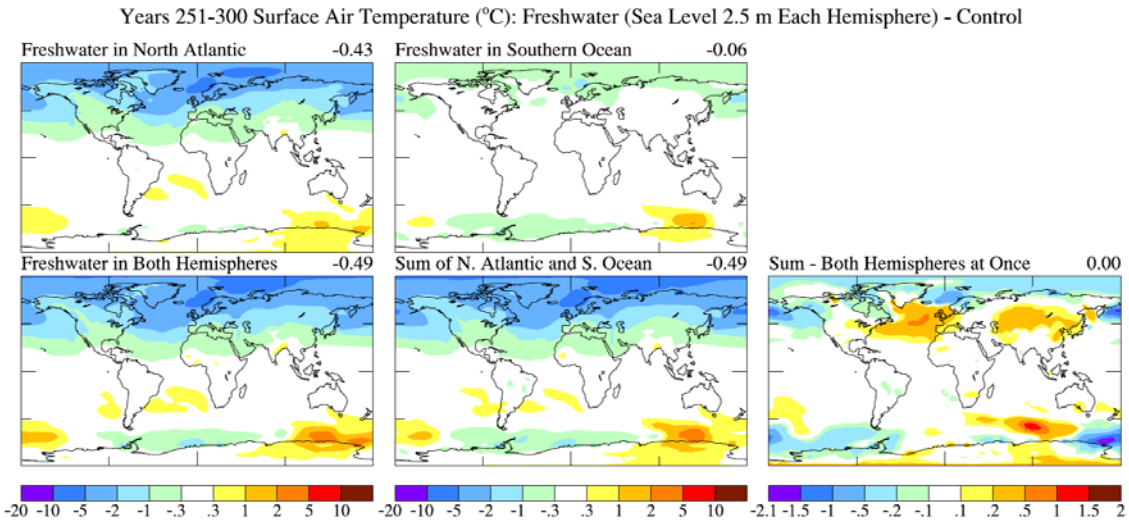 Years 251-300 Surface Air Temperature (°C): Freshwater (Sea Level 2.5 m Each Hemisphere) - Control
Freshwater in North Atlantic -0.43
Freshwater in Southern Ocean -0.06
Freshwater in Both Hemispheres -0.49
Sum of N. Atlantic and S. Ocean -0.49
Sum - Both Hemispheres at Once 0.00
-20 -10 -5 -2 -1 -.3 .3 1 2 5 10
-20 -10 -5 -2 -1 -.3 .3 1 2 5 10
-2.1 -1.5 -1 -.5 -.2 -.1 .1 .2 .5 1 1.5 2